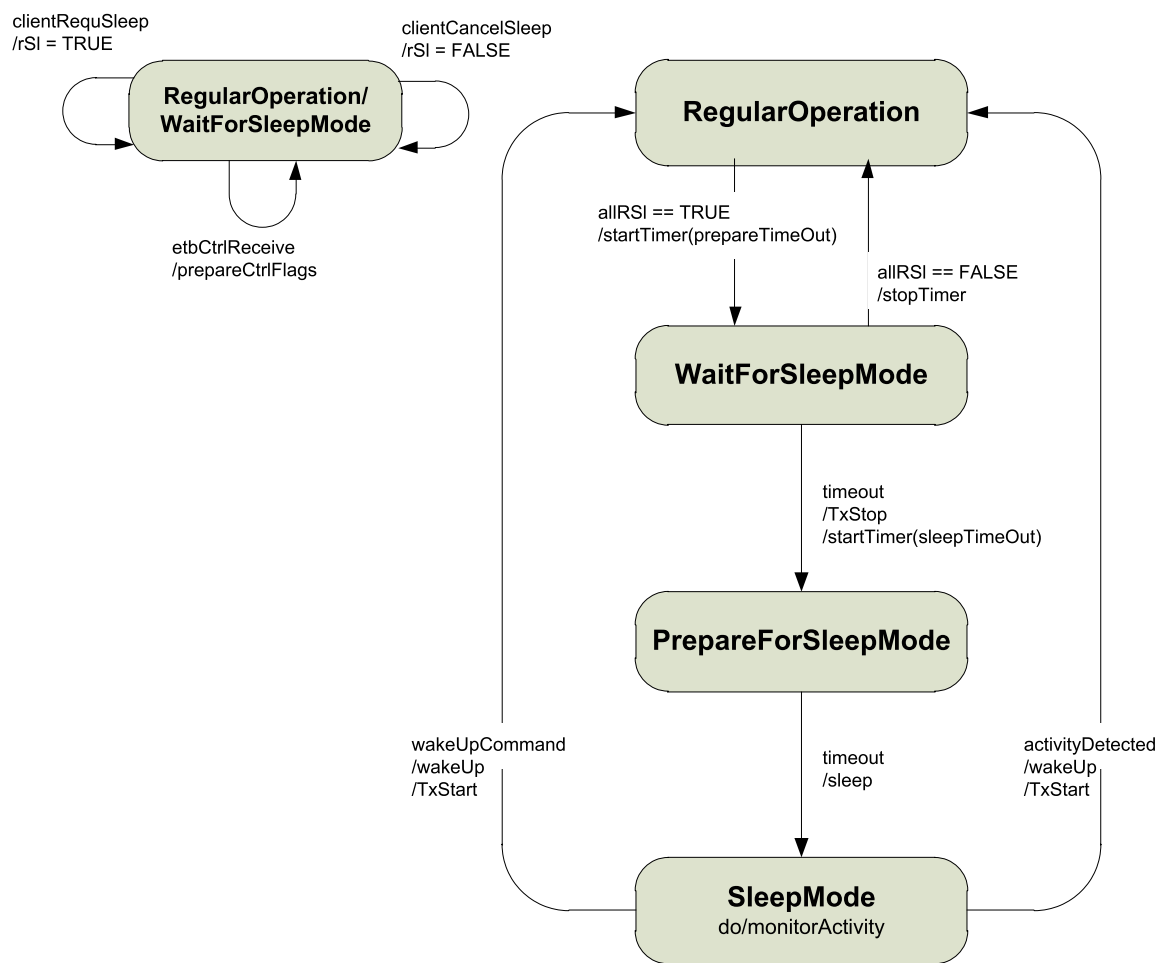 clientRequSleep
/rSl = TRUE
clientCancelSleep
/rSl = FALSE
RegularOperation/
WaitForSleepMode
etbCtrlReceive
/prepareCtrlFlags
RegularOperation
allRSl == TRUE
/startTimer(prepareTimeOut)
allRSl == FALSE
/stopTimer
WaitForSleepMode
timeout
/TxStop
/startTimer(sleepTimeOut)
PrepareForSleepMode
wakeUpCommand
/wakeUp
/TxStart
timeout
/sleep
activityDetected
/wakeUp
/TxStart
SleepMode
do/monitorActivity